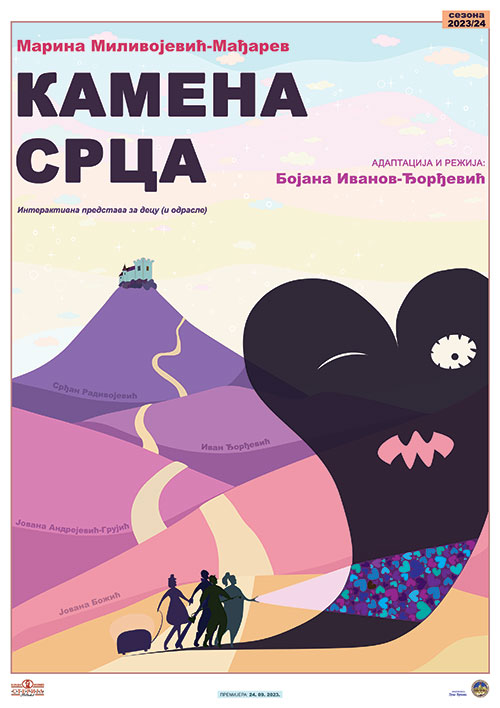 сезона
2023/24
Марина Миливојевић-Мађарев
КАМЕНА
СРЦА
АДАПТАЦИЈА И РЕЖИЈА:
Бојана Иванов-Ђорђевић
Интерактивна представа за децу (и одрасле)
Срђан Радивојевић
Иван Ђорђевић
Јована Андрејевић-Грујић
Јована Божић
ПРЕМИЈЕРА 24. 09. 2023.